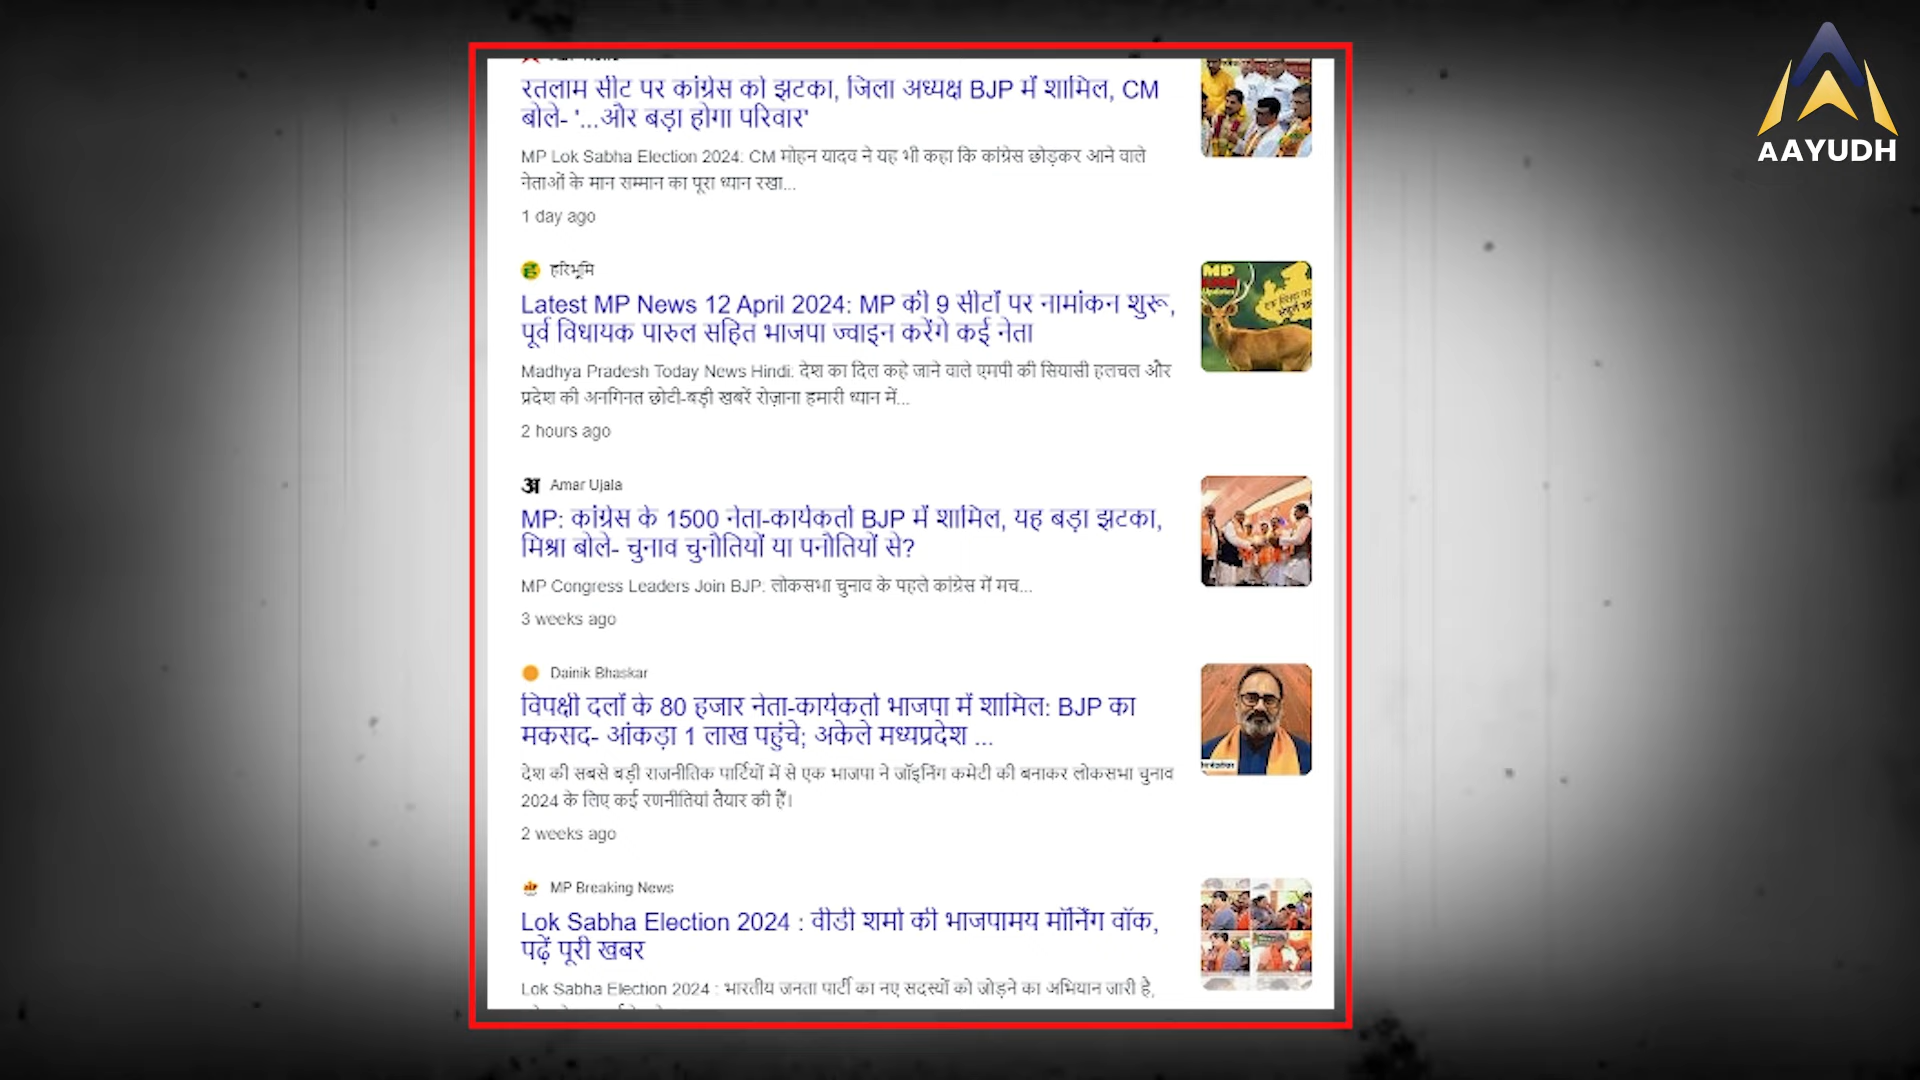 रतलाम सीट पर कांग्रेस को झटका, जिला अध्यक्ष BJP में शामिल, CM
बोले- '...और बड़ा होगा परिवार'
MP Lok Sabha Election 2024: CM मोहन यादव ने यह भी कहा कि कांग्रेस छोड़कर आने वाले
नेताओं के मान सम्मान का पूरा ध्यान रखा...
1 day ago
हरिभूमि
Latest MP News 12 April 2024: MP की 9 सीटों पर नामांकन शुरू,
पूर्व विधायक पारुल सहित भाजपा ज्वाइन करेंगे कई नेता
Madhya Pradesh Today News Hindi: देश का दिल कहे जाने वाले एमपी की सियासी हलचल और
प्रदेश की अनगिनत छोटी-बड़ी खबरें रोज़ाना हमारी ध्यान में...
2 hours ago
अ Amar Ujala
MP: कांग्रेस के 1500 नेता-कार्यकर्ता BJP में शामिल, यह बड़ा झटका,
मिश्रा बोले- चुनाव चुनौतियों या पनौतियों से?
MP Congress Leaders Join BJP: लोकसभा चुनाव के पहले कांग्रेस में मच...
3 weeks ago
Dainik Bhaskar
विपक्षी दलों के 80 हजार नेता-कार्यकर्ता भाजपा में शामिल: BJP का
मकसद- आंकड़ा 1 लाख पहुंचे; अकेले मध्यप्रदेश ...
देश की सबसे बड़ी राजनीतिक पार्टियों में से एक भाजपा ने जॉइनिंग कमेटी की बनाकर लोकसभा चुनाव
2024 के लिए कई रणनीतियां तैयार की हैं।
2 weeks ago
MP Breaking News
Lok Sabha Election 2024 : वीडी शर्मा की भाजपामय मॉर्निंग वॉक,
पढ़ें पूरी खबर
Lok Sabha Election 2024 : भारतीय जनता पार्टी का नए सदस्यों को जोड़ने का अभियान जारी है,
MP
AAYUDH